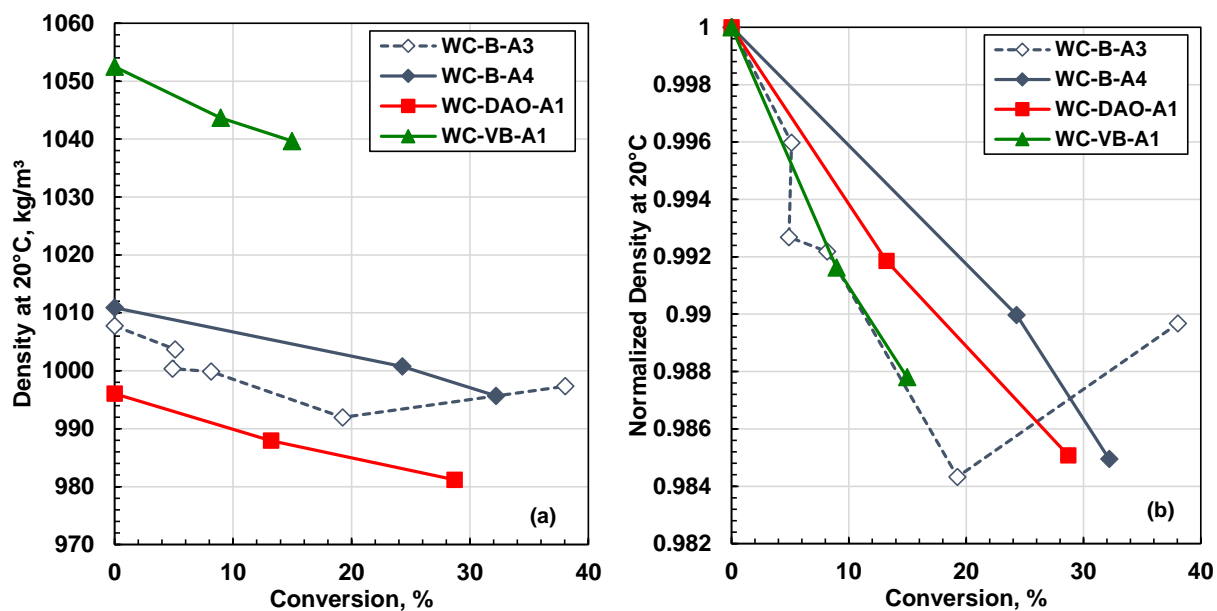 1060
1050
1040
1030
1020
1010
1000
990
980
970
Density at 20°C, kg/m³
WC-B-A3
WC-B-A4
WC-DAO-A1
WC-VB-A1
(a)
0 10 20 30 40
Conversion, %
1
0.998
0.996
0.994
0.992
0.99
0.988
0.986
0.984
0.982
Normalized Density at 20°C
WC-B-A3
WC-B-A4
WC-DAO-A1
WC-VB-A1
(b)
0 10 20 30 40
Conversion, %